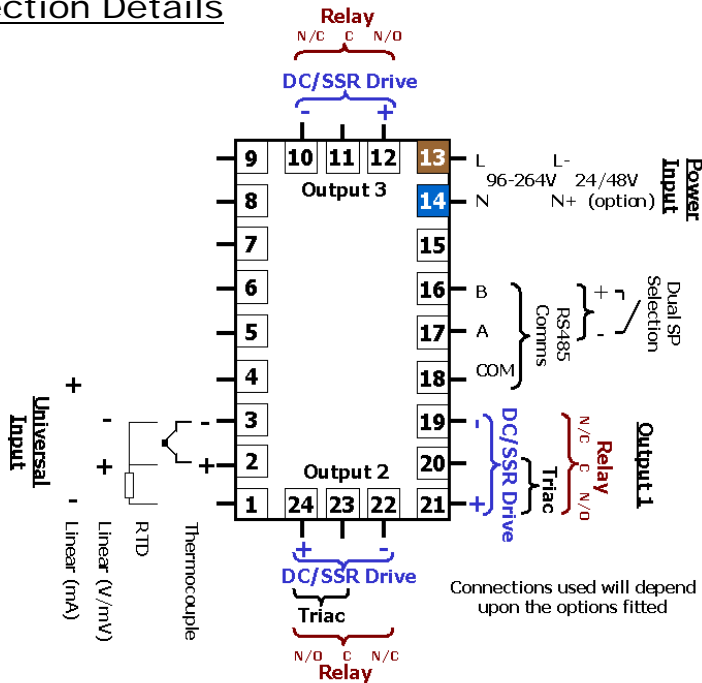 ection Details
Relay
N/C C N/O
DC/SSR Drive
- +
9 10 11 12 13
Output 3
8 14
7 15
6 16
5 17
4 18
3 19
2 20
Output 2
1 24 23 22 21
L L-
96-264V 24/48V
N N+ (option)
Power
Input
B
A
COM
RS485
Comms
+
-
Dual SP
Selection
-
+
DC/SSR Drive
Triac
N/C C N/O
Relay
Output 1
Universal
Input
+
-
Linear (mA)
-
+
Linear (V/mV)
RTD
-
+
Thermocouple
+ -
DC/SSR Drive
Triac
N/O C N/C
Relay
Connections used will depend
upon the options fitted